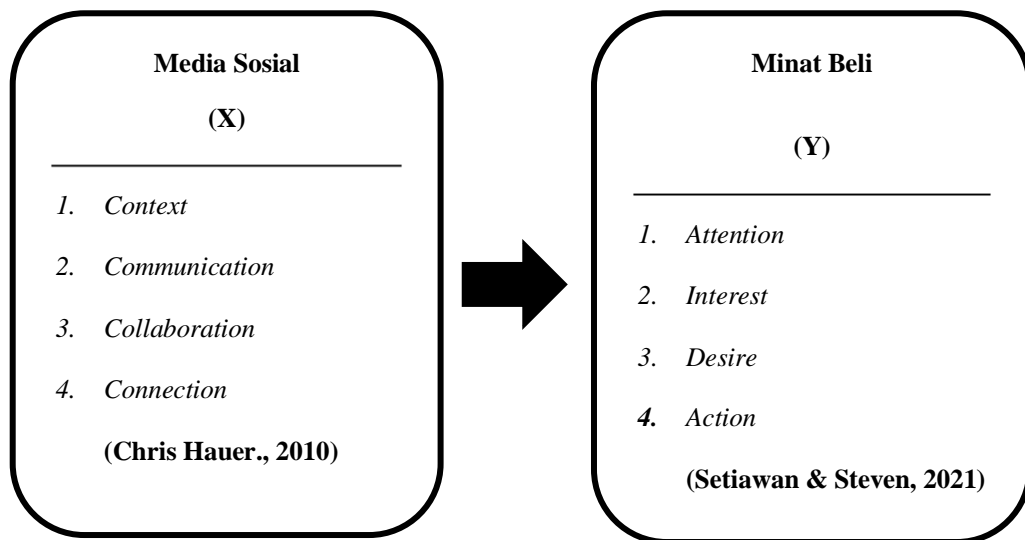 Media Sosial
(X)
1. Context
2. Communication
3. Collaboration
4. Connection
(Chris Hauer., 2010)
Minat Beli
(Y)
1. Attention
2. Interest
3. Desire
4. Action
(Setiawan & Steven, 2021)